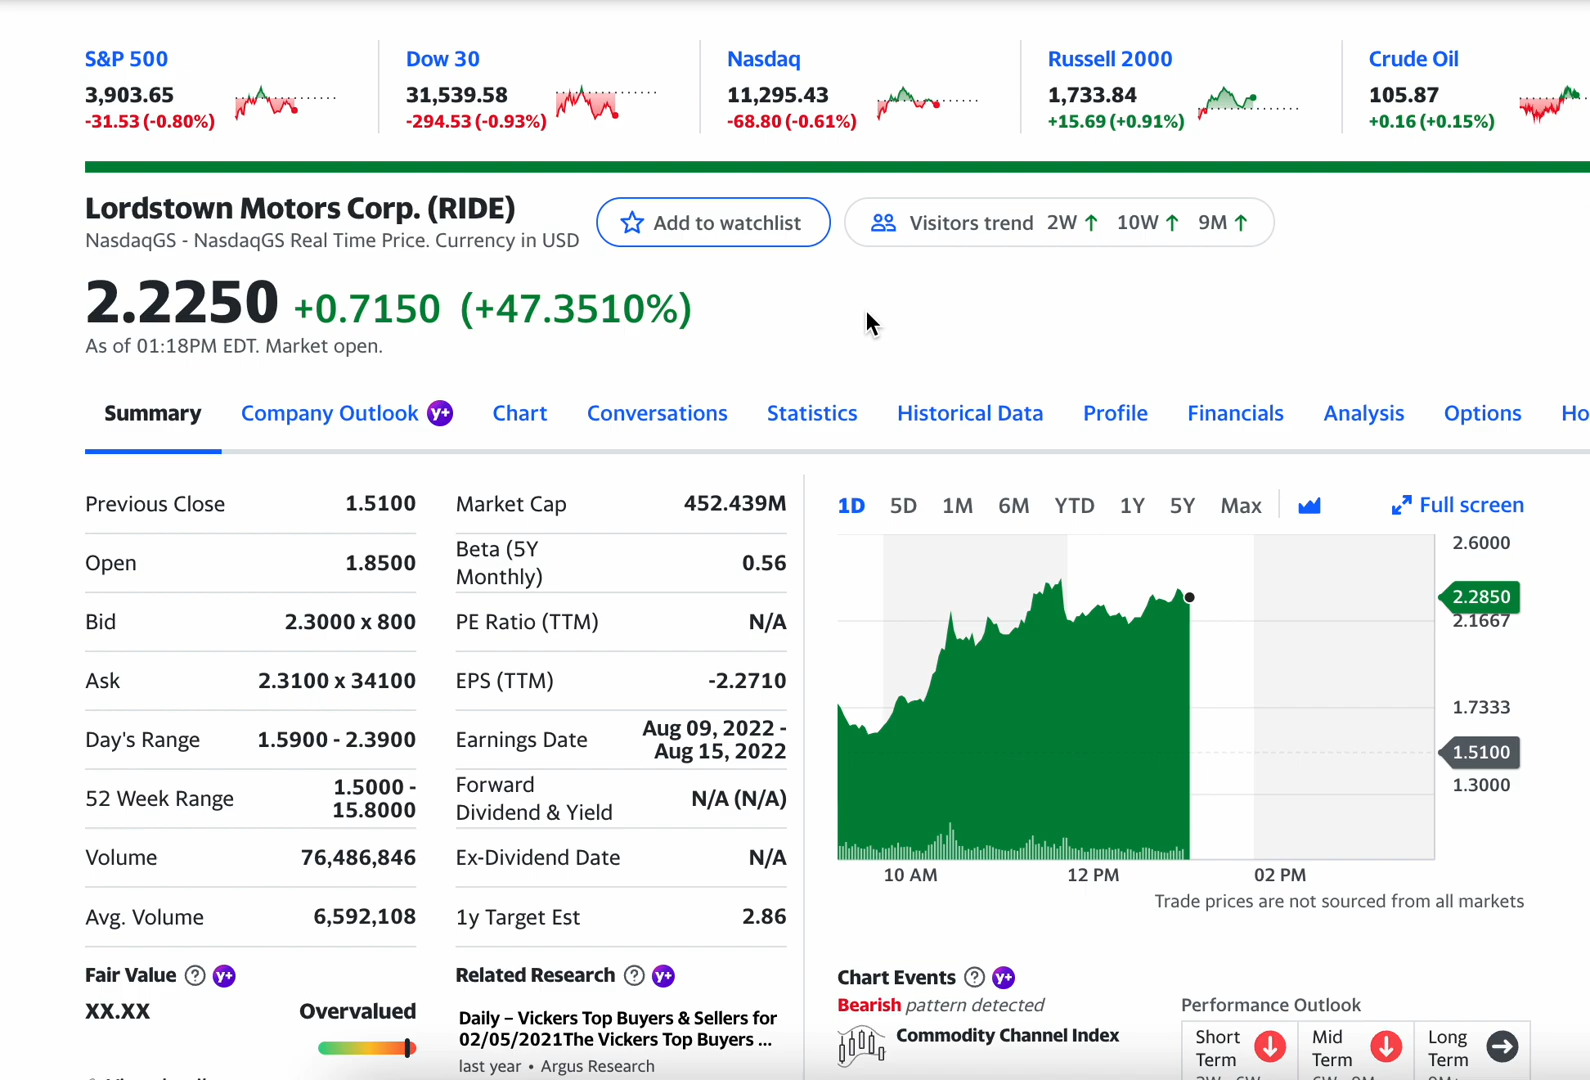 S&P 500
3,903.65
-31.53 (-0.80%)
Dow 30
31,539.58
-294.53 (-0.93%)
Nasdaq
11,295.43
-68.80 (-0.61%)
Russell 2000
1,733.84
+15.69 (+0.91%)
Crude Oil
105.87
+0.16 (+0.15%)
Lordstown Motors Corp. (RIDE)
NasdaqGS - NasdaqGS Real Time Price. Currency in USD
Add to watchlist
Visitors trend 2W ↑ 10W ↑ 9M ↑
2.2250 +0.7150 (+47.3510%)
As of 01:18PM EDT. Market open.
Summary Company Outlook y+ Chart Conversations Statistics Historical Data Profile Financials Analysis Options Ho
Previous Close 1.5100
Open 1.8500
Bid 2.3000 x 800
Ask 2.3100 x 34100
Day's Range 1.5900 - 2.3900
52 Week Range 1.5000 -
15.8000
Volume 76,486,846
Avg. Volume 6,592,108
Market Cap 452.439M
Beta (5Y
Monthly) 0.56
PE Ratio (TTM) N/A
EPS (TTM) -2.2710
Earnings Date Aug 09, 2022 -
Aug 15, 2022
Forward
Dividend & Yield N/A (N/A)
Ex-Dividend Date N/A
1y Target Est 2.86
1D 5D 1M 6M YTD 1Y 5Y Max Full screen
2.6000
2.2850
2.1667
1.7333
1.5100
1.3000
10 AM 12 PM 02 PM
Trade prices are not sourced from all markets
Fair Value ? y+
XX.XX Overvalued
Related Research ? y+
Daily – Vickers Top Buyers & Sellers for
02/05/2021The Vickers Top Buyers ...
last year • Argus Research
Chart Events ? y+
Bearish pattern detected
Commodity Channel Index
Performance Outlook
Short
Term
Mid
Term
Long
Term